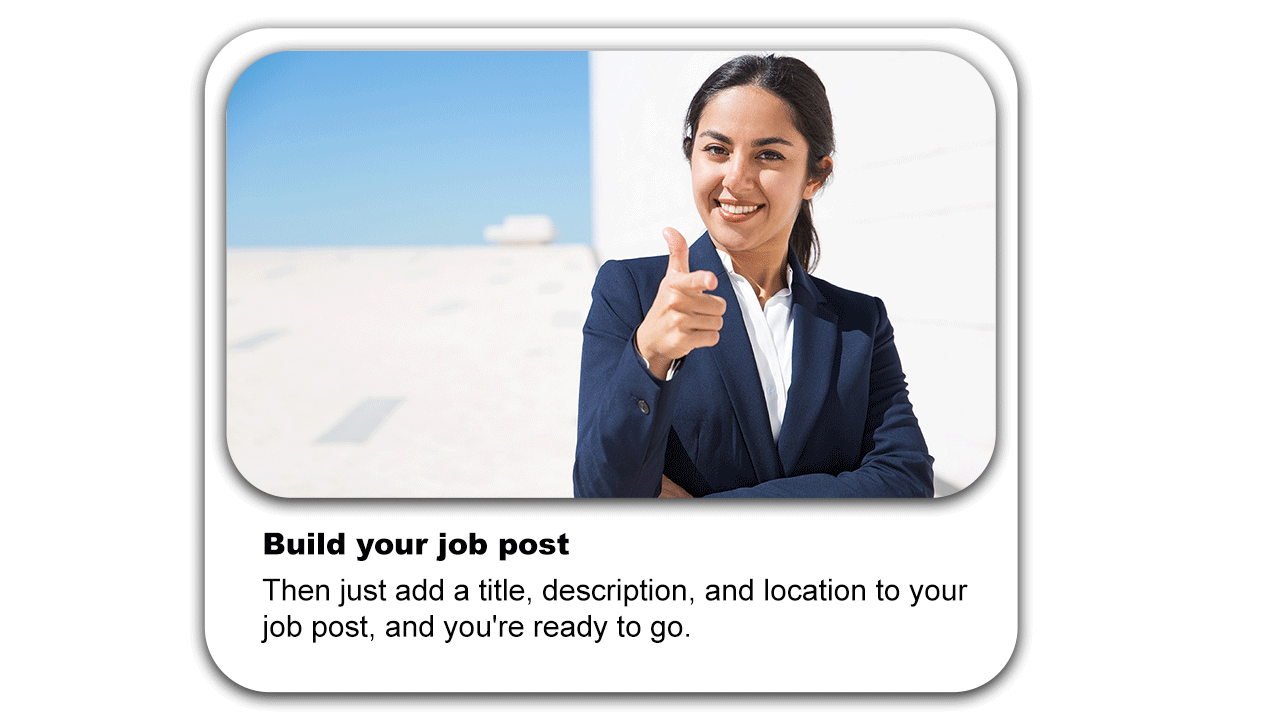 Build your job post
Then just add a title, description, and location to your
job post, and you're ready to go.